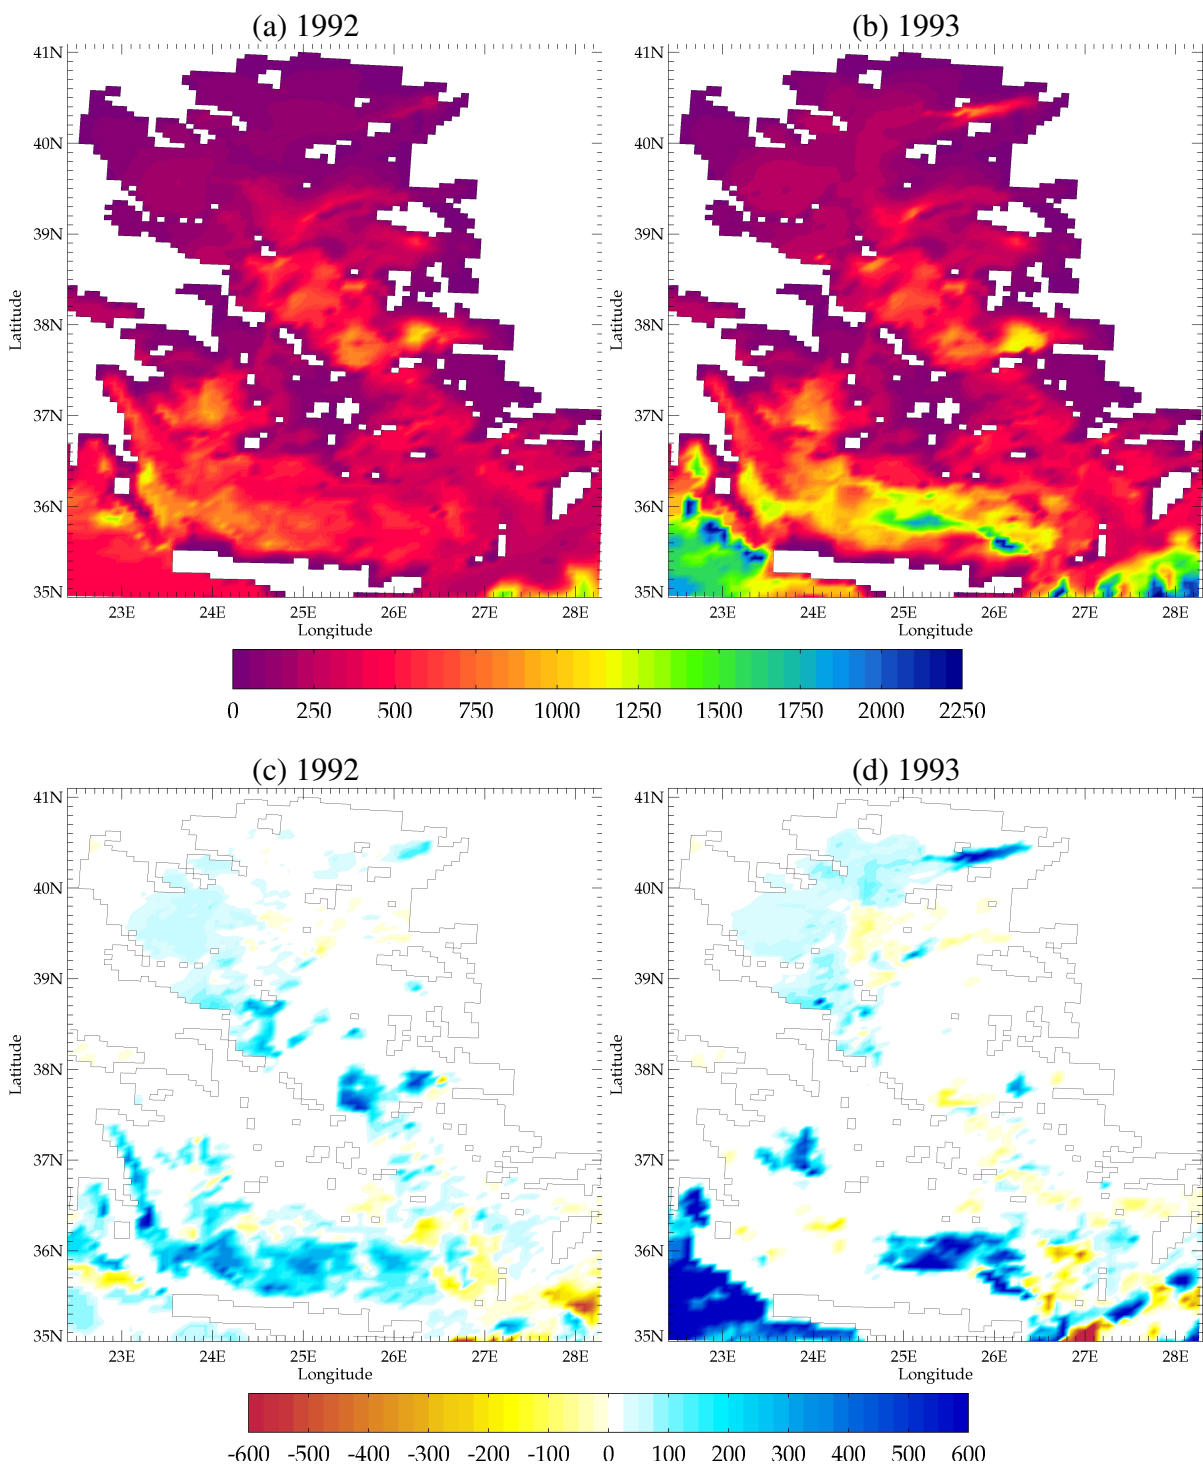 (a) 1992 (b) 1993
41N 41N
40N 40N
39N 39N
38N 38N
37N 37N
36N 36N
35N 35N
Latitude Latitude
23E 24E 25E 26E 27E 28E 23E 24E 25E 26E 27E 28E
Longitude Longitude
0 250 500 750 1000 1250 1500 1750 2000 2250
(c) 1992 (d) 1993
41N 41N
40N 40N
39N 39N
38N 38N
37N 37N
36N 36N
35N 35N
Latitude Latitude
23E 24E 25E 26E 27E 28E 23E 24E 25E 26E 27E 28E
Longitude Longitude
-600 -500 -400 -300 -200 -100 0 100 200 300 400 500 600